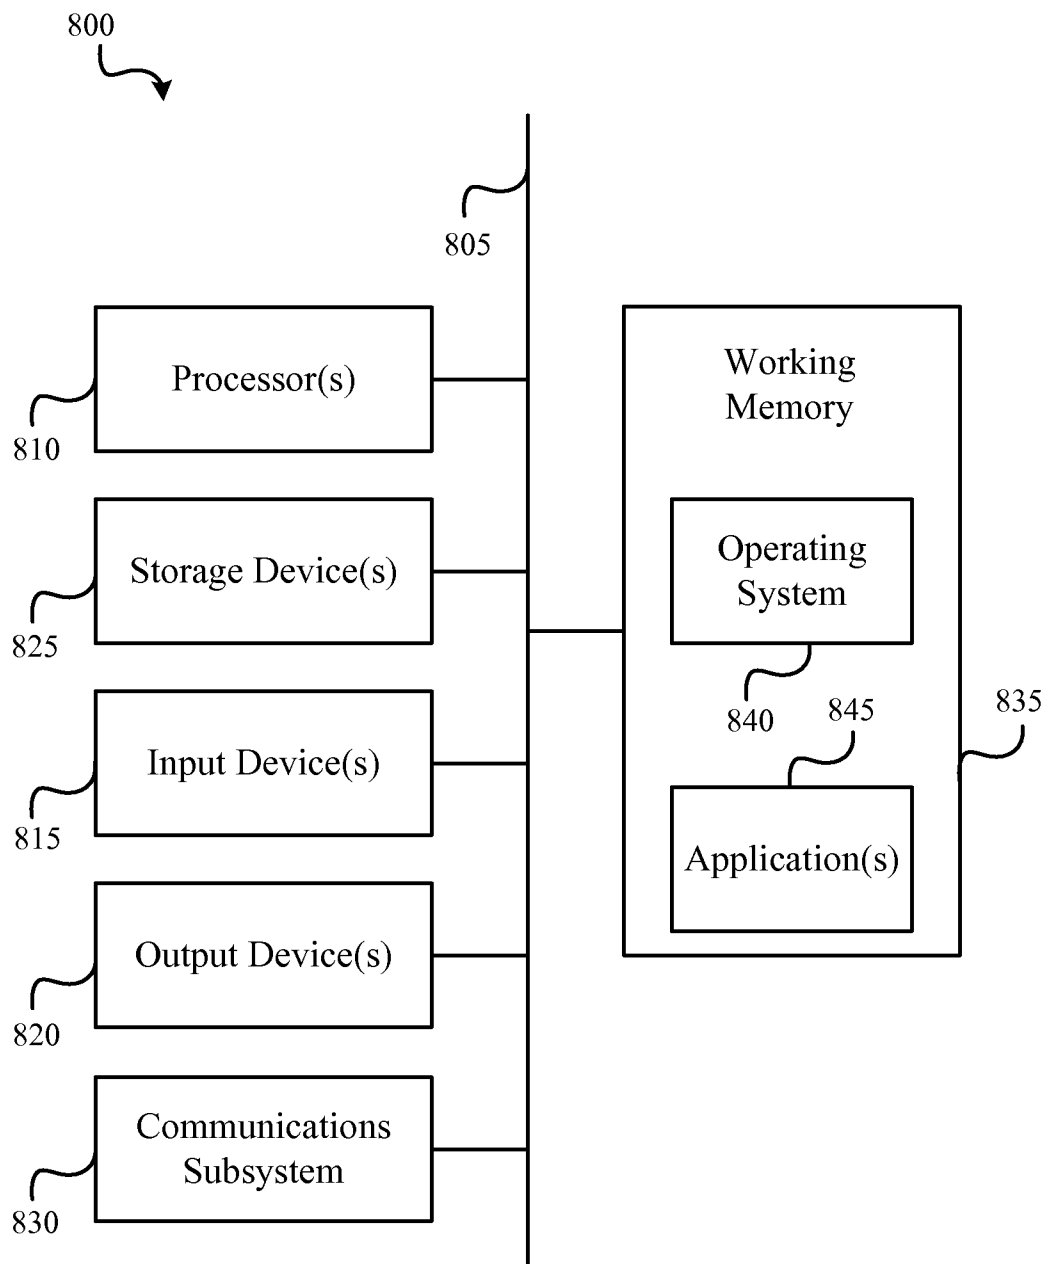 800
805
Processor(s)
810
Storage Device(s)
825
Input Device(s)
815
Output Device(s)
820
Communications
Subsystem
830
Working
Memory
Operating
System
840
845
835
Application(s)